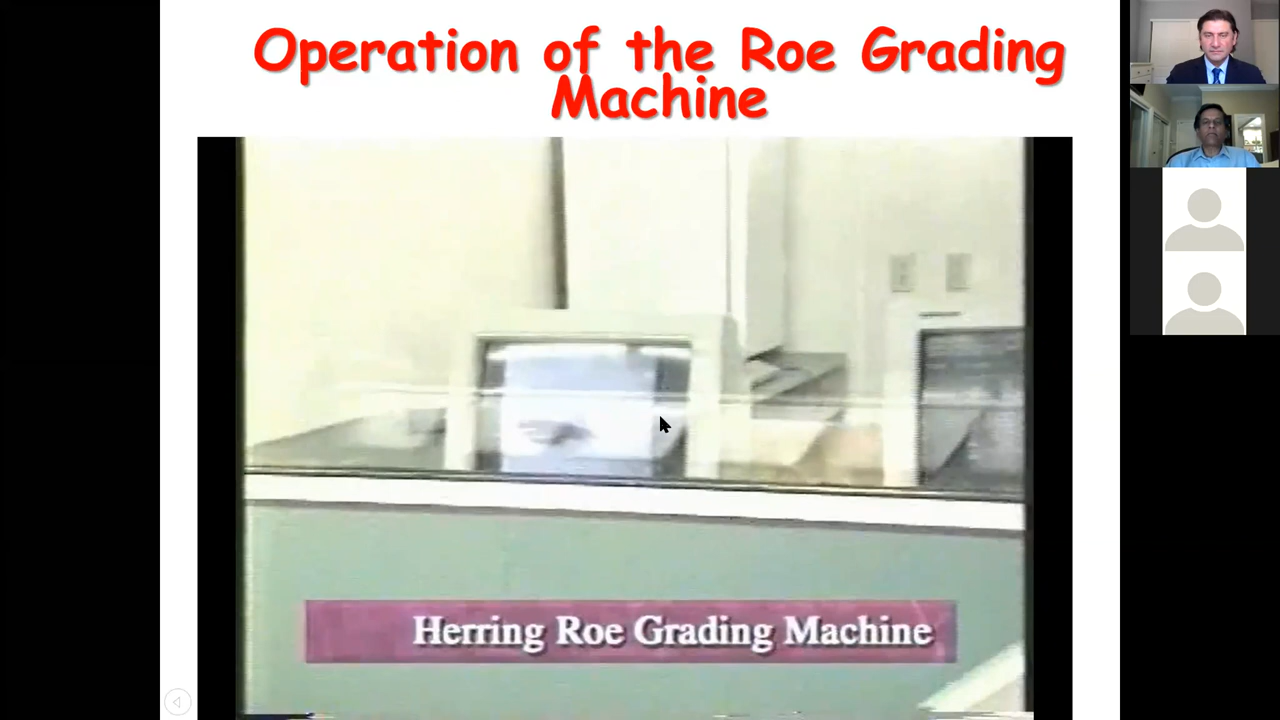 Operation of the Roe Grading
Machine
Herring Roe Grading Machine